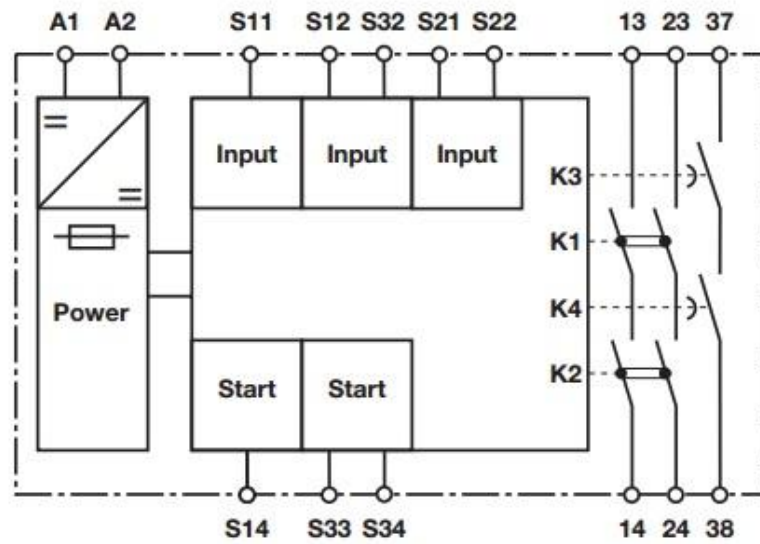 A1 A2 S11 S12 S32 S21 S22 13 23 37
Input Input Input
K3
K1
K4
Power
K2
Start Start
S14 S33 S34 14 24 38